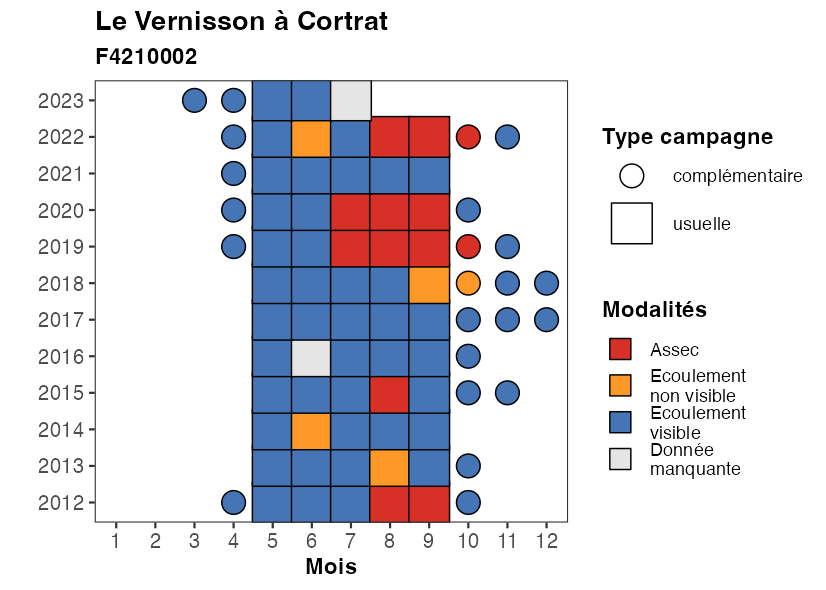 Le Vernisson à Cortrat
F4210002
2023
2022
2021
2020
2019
2018
2017
2016
2015
2014
2013
2012
1 2 3 4 5 6 7 8 9 10 11 12
Mois
Type campagne
complémentaire
usuelle
Modalités
Assec
Ecoulement
non visible
Ecoulement
visible
Donnée
manquante